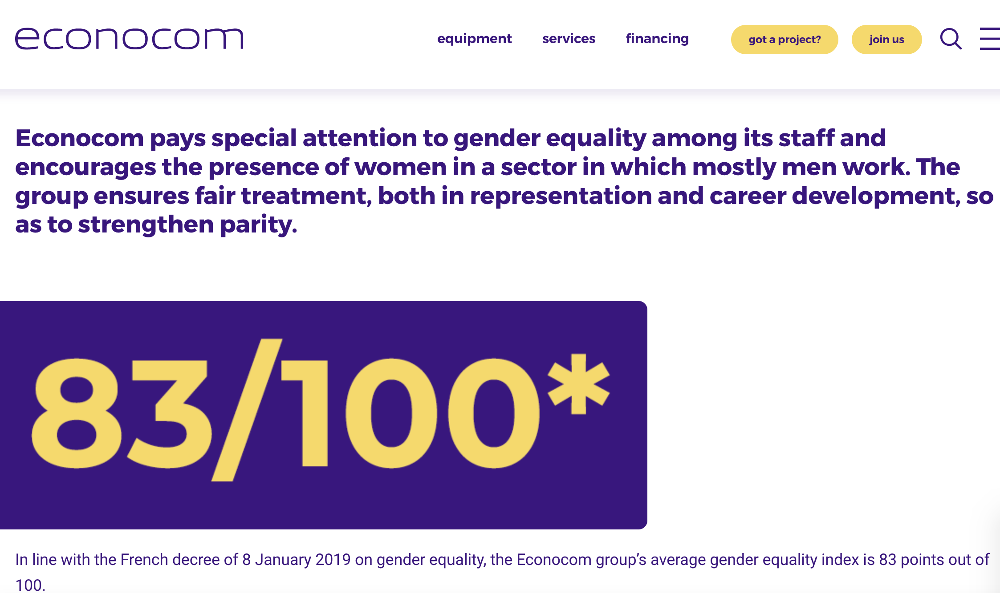 econocom
equipment services financing got a project? join us
Econocom pays special attention to gender equality among its staff and
encourages the presence of women in a sector in which mostly men work. The
group ensures fair treatment, both in representation and career development, so
as to strengthen parity.
83/100*
In line with the French decree of 8 January 2019 on gender equality, the Econocom group’s average gender equality index is 83 points out of
100.